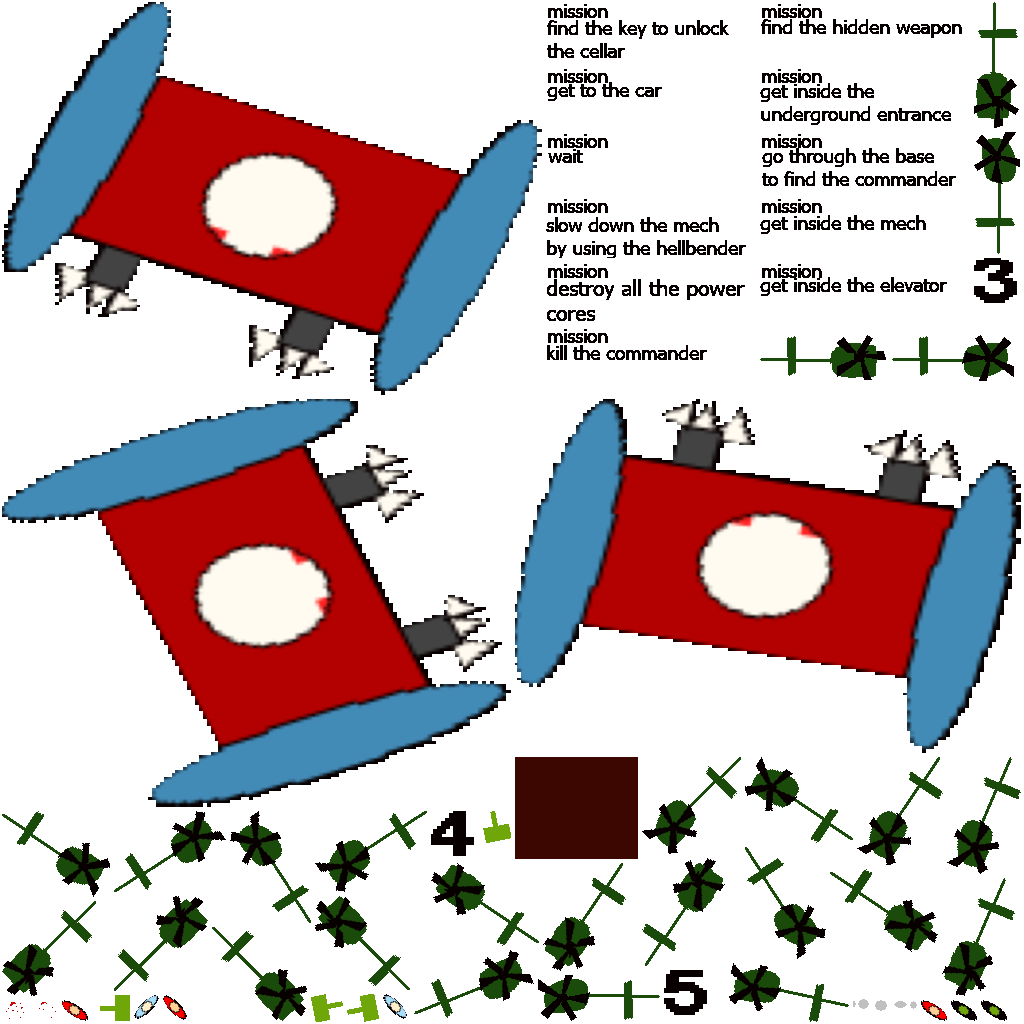 mission
find the key to unlock
the cellar
mission
get to the car
mission
wait
mission
slow down the mech
by using the hellbender
mission
destroy all the power
cores
mission
kill the commander
mission
find the hidden weapon
mission
get inside the
underground entrance
mission
go through the base
to find the commander
mission
get inside the mech
mission
get inside the elevator
3
4
5